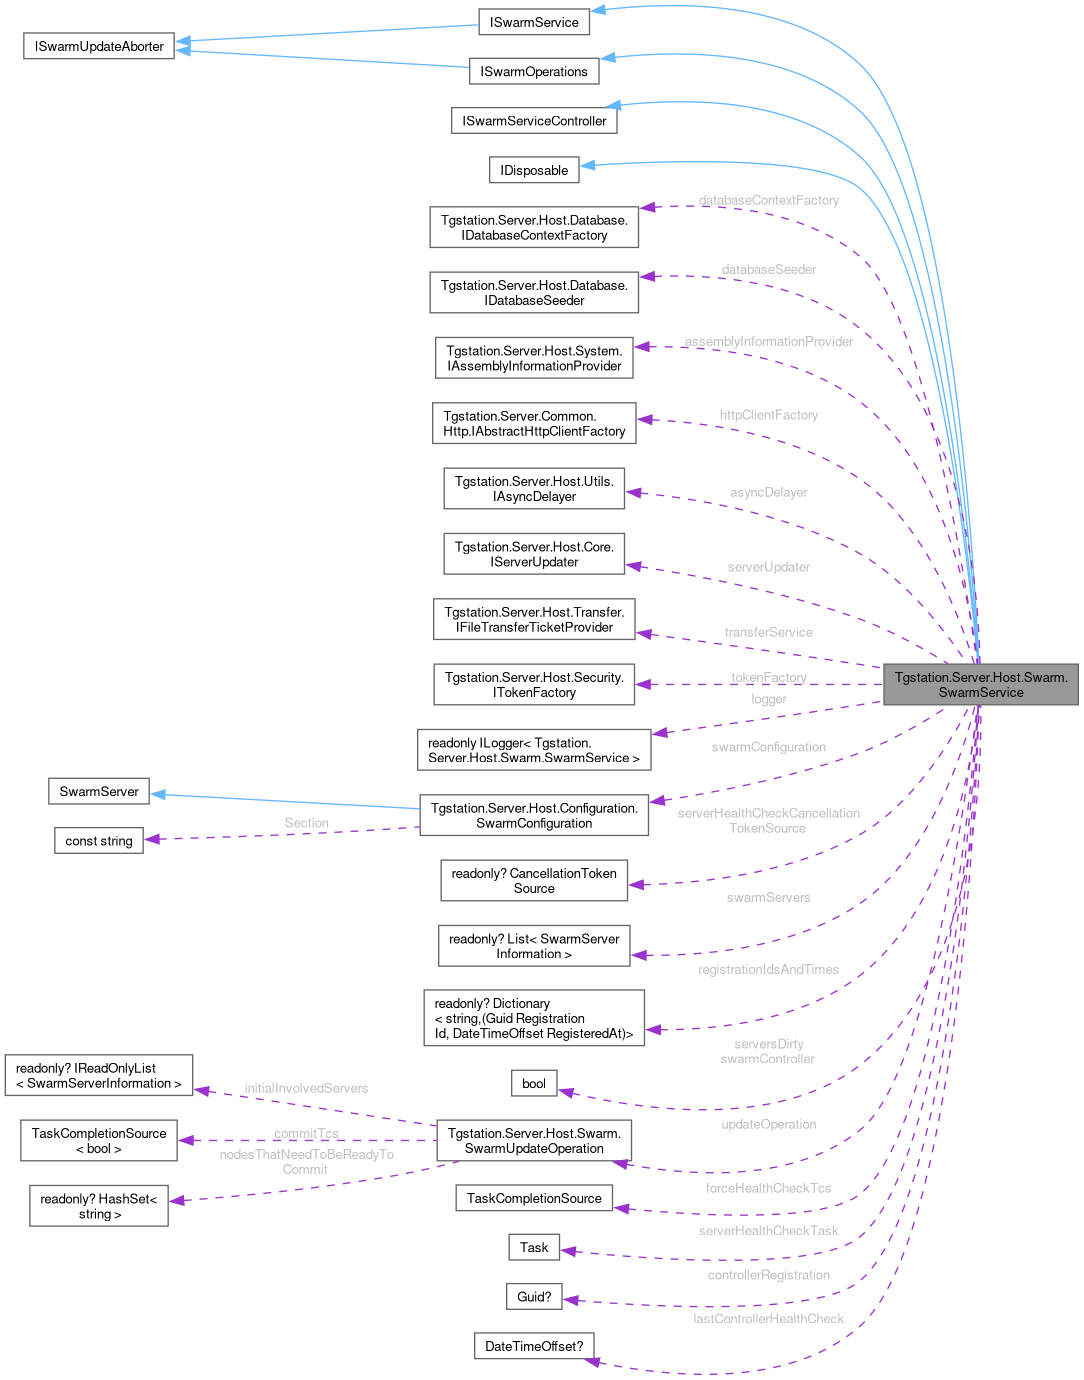 ISwarmService
ISwarmUpdateAborter
ISwarmOperations
ISwarmServiceController
IDisposable
databaseContextFactory
Tgstation.Server.Host.Database.
IDatabaseContextFactory
databaseSeeder
Tgstation.Server.Host.Database.
IDatabaseSeeder
assemblyInformationProvider
Tgstation.Server.Host.System.
IAssemblyInformationProvider
httpClientFactory
Tgstation.Server.Common.
Http.IAbstractHttpClientFactory
asyncDelayer
Tgstation.Server.Host.Utils.
IAsyncDelayer
serverUpdater
Tgstation.Server.Host.Core.
IServerUpdater
transferService
Tgstation.Server.Host.Transfer.
IFileTransferTicketProvider
tokenFactory
Tgstation.Server.Host.Security.
ITokenFactory
Tgstation.Server.Host.Swarm.
SwarmService
logger
readonly ILogger< Tgstation.
Server.Host.Swarm.SwarmService >
swarmConfiguration
SwarmServer
Tgstation.Server.Host.Configuration.
SwarmConfiguration
Section
const string
serverHealthCheckCancellation
TokenSource
readonly? CancellationToken
Source
swarmServers
readonly? List< SwarmServer
Information >
registrationIdsAndTimes
readonly? Dictionary
< string,(Guid Registration
Id, DateTimeOffset RegisteredAt)>
serversDirty
swarmController
bool
readonly? IReadOnlyList
< SwarmServerInformation >
initialInvolvedServers
updateOperation
TaskCompletionSource
< bool >
commitTcs
Tgstation.Server.Host.Swarm.
SwarmUpdateOperation
nodesThatNeedToBeReadyTo
Commit
readonly? HashSet<
string >
forceHealthCheckTcs
TaskCompletionSource
serverHealthCheckTask
Task
controllerRegistration
Guid?
lastControllerHealthCheck
DateTimeOffset?